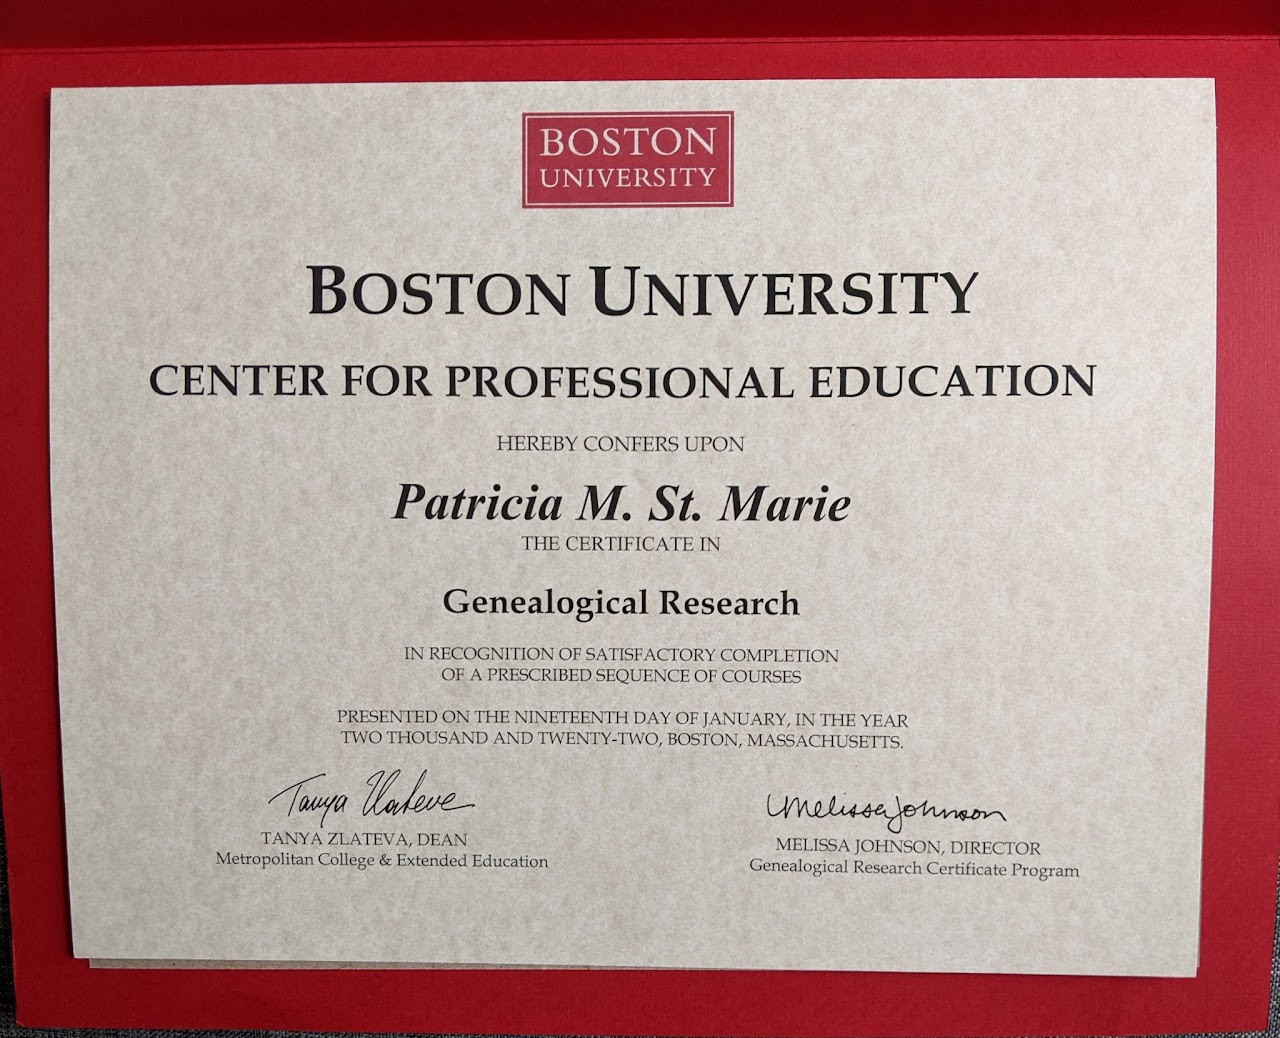 BOSTON
UNIVERSITY
BOSTON UNIVERSITY
CENTER FOR PROFESSIONAL EDUCATION
HEREBY CONFERS UPON
Patricia M. St. Marie
THE CERTIFICATE IN
Genealogical Research
IN RECOGNITION OF SATISFACTORY COMPLETION
OF A PRESCRIBED SEQUENCE OF COURSES
PRESENTED ON THE NINETEENTH DAY OF JANUARY, IN THE YEAR
TWO THOUSAND AND TWENTY-TWO, BOSTON, MASSACHUSETTS.
Tanya Zlateva
TANYA ZLATEVA, DEAN
Metropolitan College & Extended Education
Melissa Johnson
MELISSA JOHNSON, DIRECTOR
Genealogical Research Certificate Program